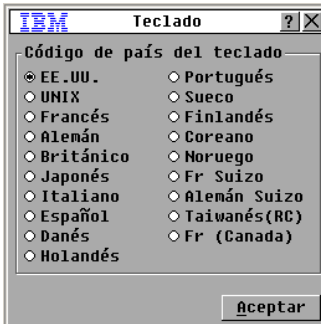 IBM Teclado ? X
Código de país del teclado
EE.UU.
UNIX
Francés
Alemán
Británico
Japonés
Italiano
Español
Danés
Holandés
Portugués
Sueco
Finlandés
Coreano
Noruego
Fr Suizo
Alemán Suizo
Taiwanés(RC)
Fr (Canada)
Aceptar